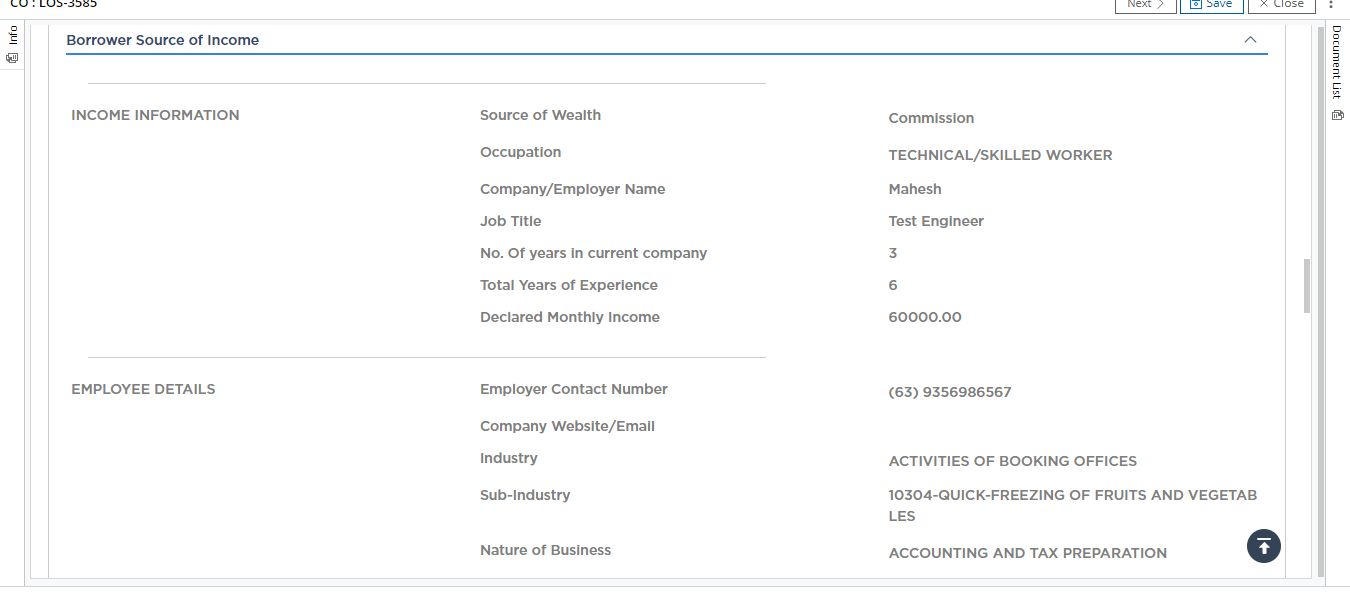 CO : LOS-3585
Next
Save
Close
Info
Document List
Borrower Source of Income
INCOME INFORMATION
Source of Wealth
Commission
Occupation
TECHNICAL/SKILLED WORKER
Company/Employer Name
Mahesh
Job Title
Test Engineer
No. Of years in current company
3
Total Years of Experience
6
Declared Monthly Income
60000.00
EMPLOYEE DETAILS
Employer Contact Number
(63) 9356986567
Company Website/Email
Industry
ACTIVITIES OF BOOKING OFFICES
Sub-Industry
10304-QUICK-FREEZING OF FRUITS AND VEGETAB
LES
Nature of Business
ACCOUNTING AND TAX PREPARATION